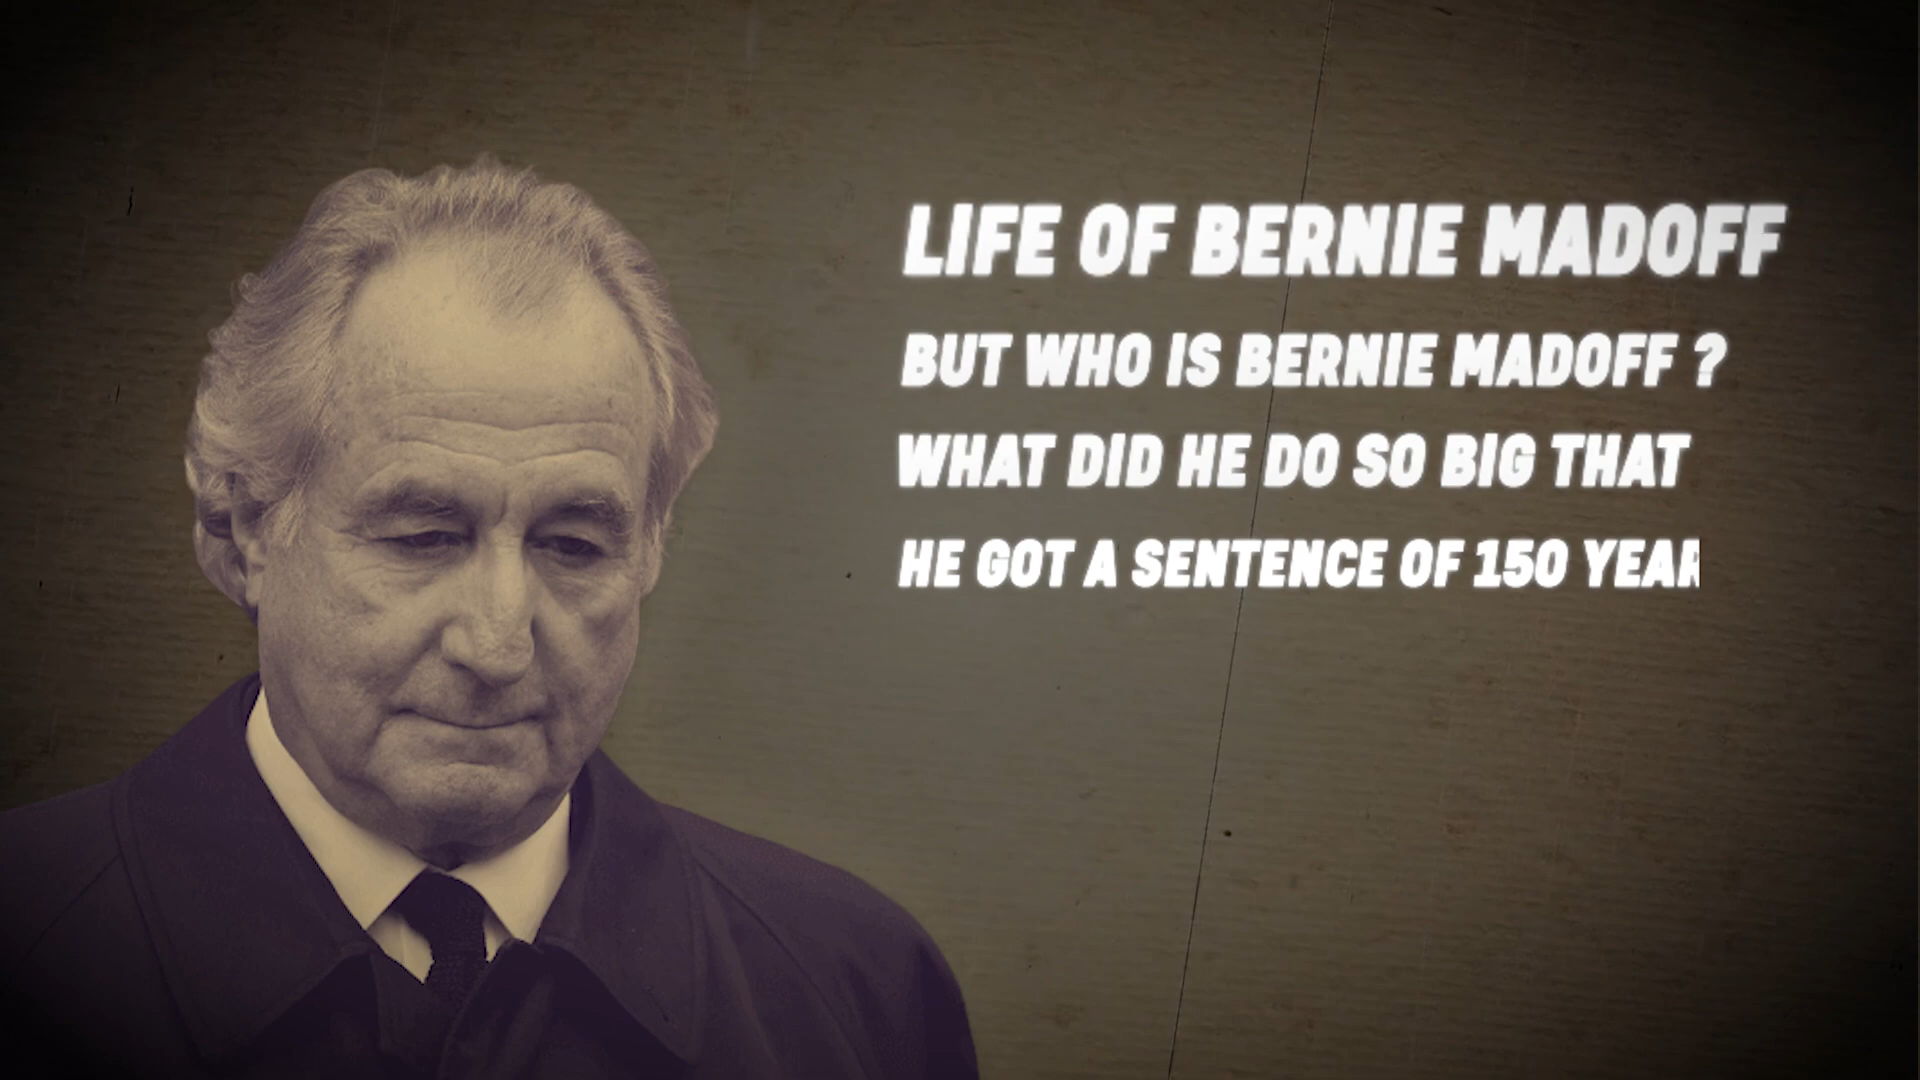 LIFE OF BERNIE MADOFF
BUT WHO IS BERNIE MADOFF ?
WHAT DID HE DO SO BIG THAT
HE GOT A SENTENCE OF 150 YEAR